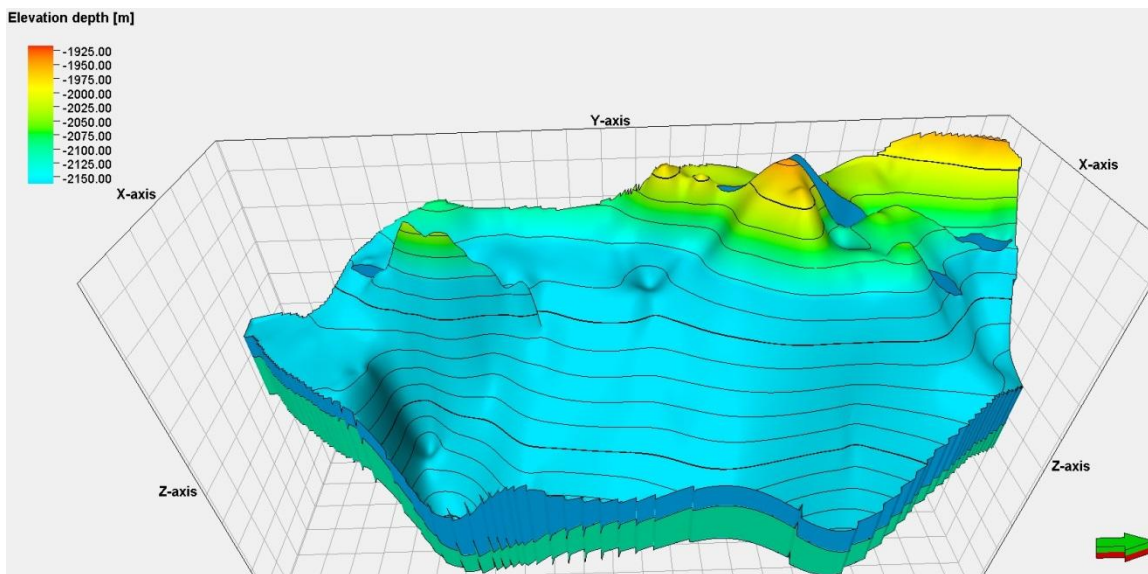 Elevation depth [m]
-1925.00
-1950.00
-1975.00
-2000.00
-2025.00
-2050.00
-2075.00
-2100.00
-2125.00
-2150.00
Y-axis
X-axis
X-axis
Z-axis
Z-axis